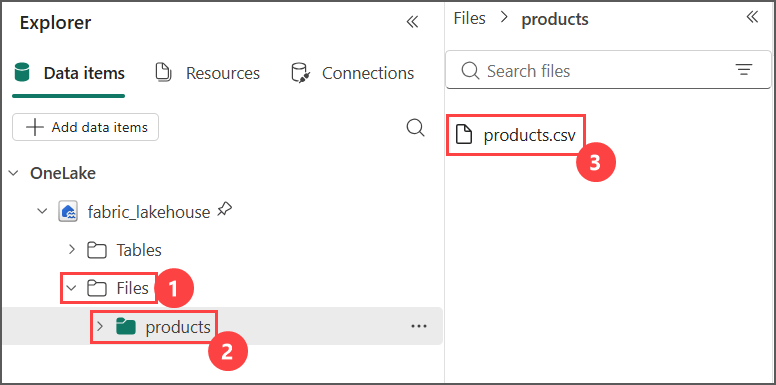 Explorer
Data items
Resources
Connections
Add data items
OneLake
fabric_lakehouse
Tables
Files
1
products
2
Files > products
Search files
products.csv
3